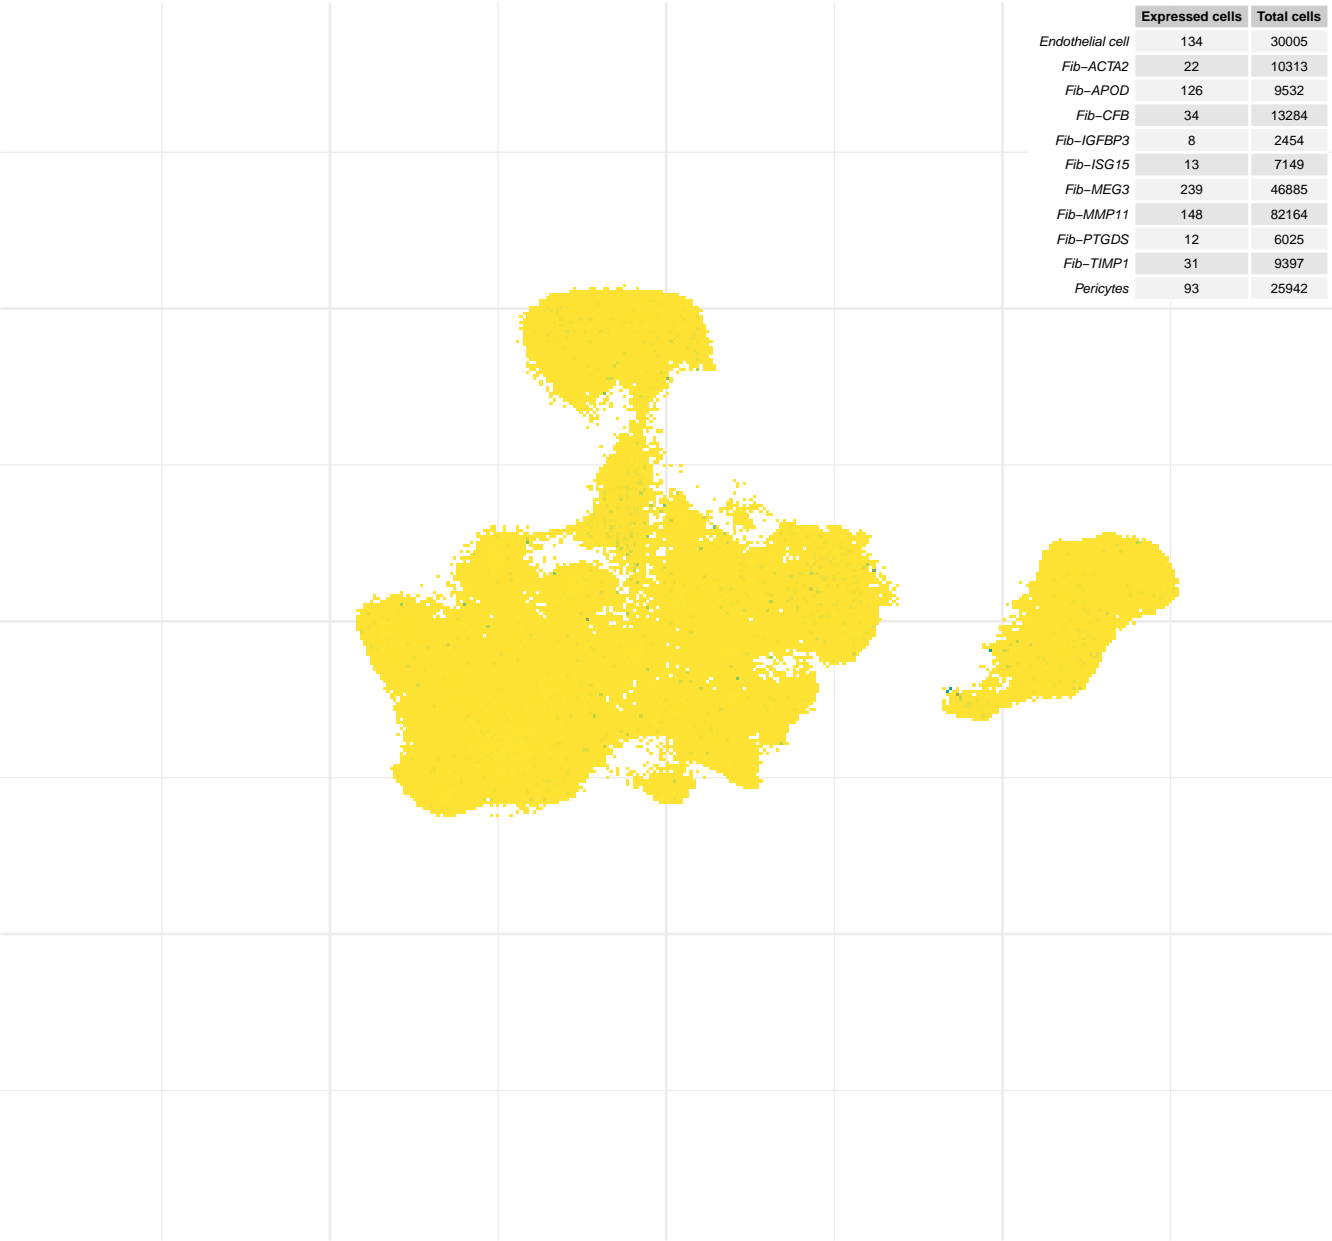 Expressed cells Total cells
Endothelial cell 134 30005
Fib−ACTA2 22 10313
Fib−APOD 126 9532
Fib−CFB 34 13284
Fib−IGFBP3 8 2454
Fib−ISG15 13 7149
Fib−MEG3 239 46885
Fib−MMP11 148 82164
Fib−PTGDS 12 6025
Fib−TIMP1 31 9397
Pericytes 93 25942